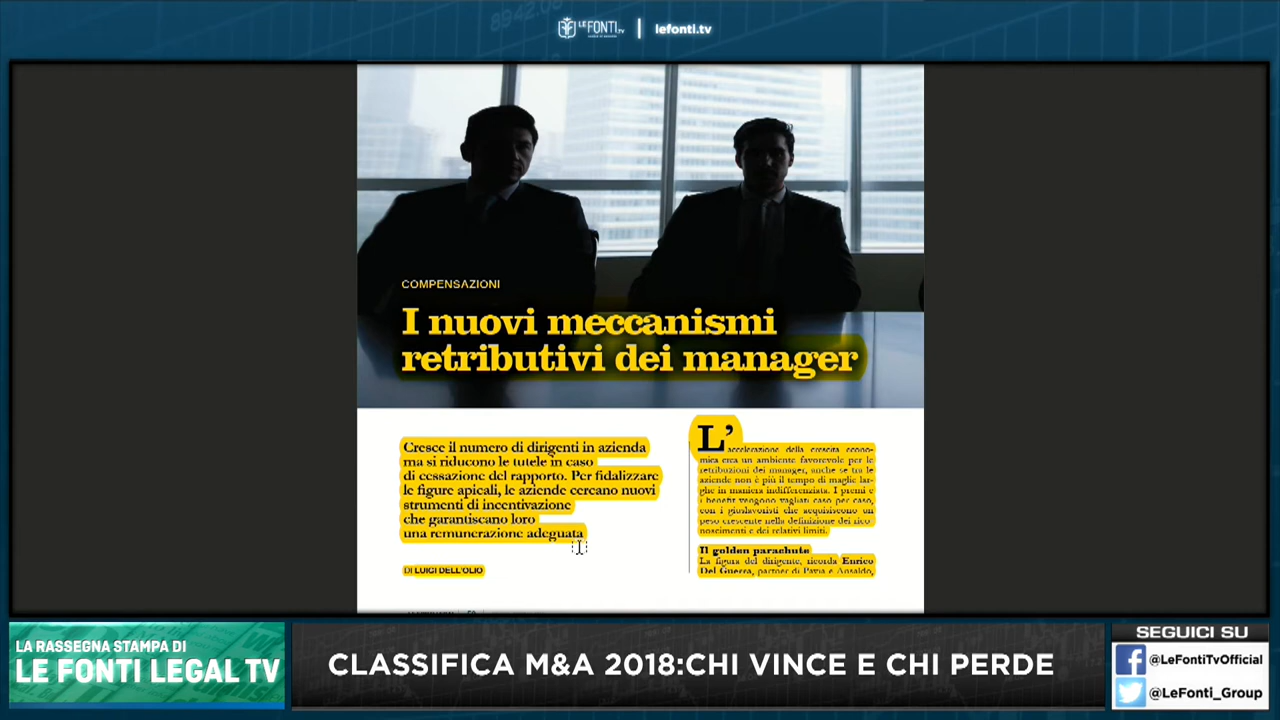 LE FONTI.TV
lefonti.tv
COMPENSAZIONI
I nuovi meccanismi
retributivi dei manager
Cresce il numero di dirigenti in azienda
ma si riducono le tutele in caso
di cessazione del rapporto. Per fidalizzare
le figure apicali, le aziende cercano nuovi
strumenti di incentivazione
che garantiscano loro
una remunerazione adeguata
DI LUIGI DELL'OLIO
L'accelerazione della crescita econo-
mica crea un ambiente favorevole per le
retribuzioni dei manager, anche se tra le
aziende non è più il tempo di maglie lar-
ghe in maniera indifferenziata. I premi e
i benefit vengono vagliati caso per caso,
con i giuslavoristi che acquisiscono un
peso crescente nella definizione dei rico-
noscimenti e dei relativi limiti.
Il golden parachute
La figura del dirigente, ricorda Enrico
Del Guerra, partner di Pavia e Ansaldo,
LA RASSEGNA STAMPA DI
LE FONTI LEGAL TV
CLASSIFICA M&A 2018:CHI VINCE E CHI PERDE
SEGUICI SU
@LeFontiTvOfficial
@LeFonti_Group